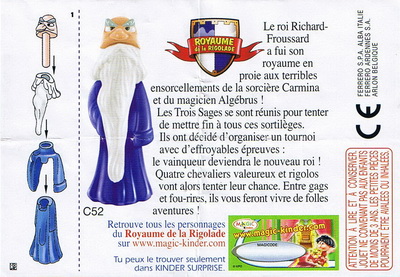 1
ROYAUME
de la RIGOLADE
Le roi Richard-
Froussard
a fui son
royaume en
proie aux terribles
ensorcellements de la sorcière Carmina
et du magicien Algébrus !
Les Trois Sages se sont réunis pour tenter
de mettre fin à tous ces sortilèges.
Ils ont décidé d'organiser un tournoi
avec d'effroyables épreuves :
le vainqueur deviendra le nouveau roi !
Quatre chevaliers valeureux et rigolos
vont alors tenter leur chance. Entre gags
et fou-rires, ils vous feront vivre de folles
aventures !
C52
Retrouve tous les personnages
du Royaume de la Rigolade
sur www.magic-kinder.com
Tu peux le trouver seulement
dans KINDER SURPRISE.
MAGIC
www.magic-kinder.com
MAGICODE
FERRERO S.P.A. ALBA ITALIE
FERRERO ARDENNES S.A.
ARLON BELGIQUE
CE
ATTENTION, A LIRE ET A CONSERVER:
JOUET NE CONVENANT PAS AUX ENFANTS
DE MOINS DE 3 ANS. LES PETITES PIÈCES
POURRAIENT ÊTRE AVALÉES OU INHALÉES.